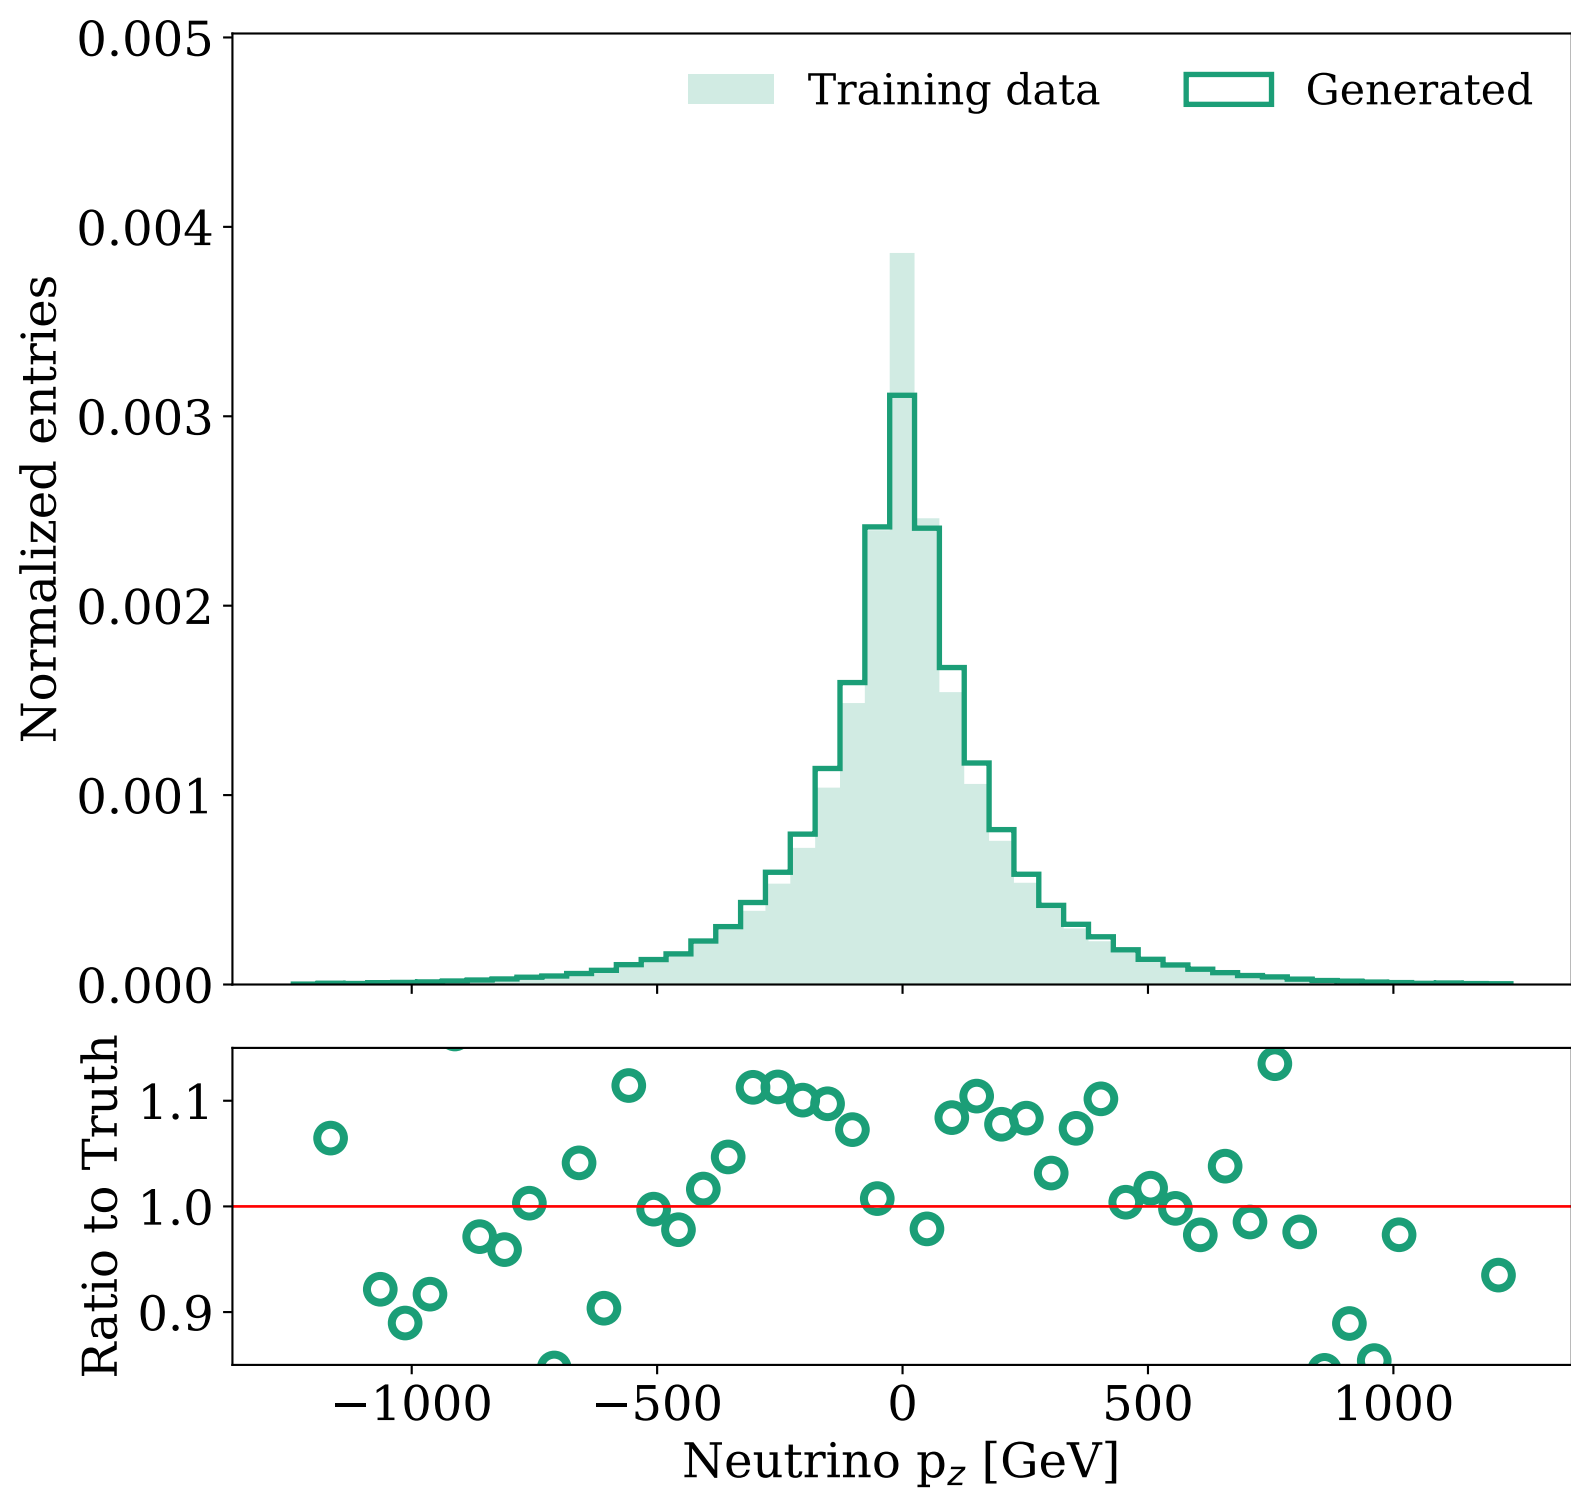 Training data
Generated
Normalized entries
0.005
0.004
0.003
0.002
0.001
0.000
Ratio to Truth
1.1
1.0
0.9
−1000
−500
0
500
1000
Neutrino p_z [GeV]